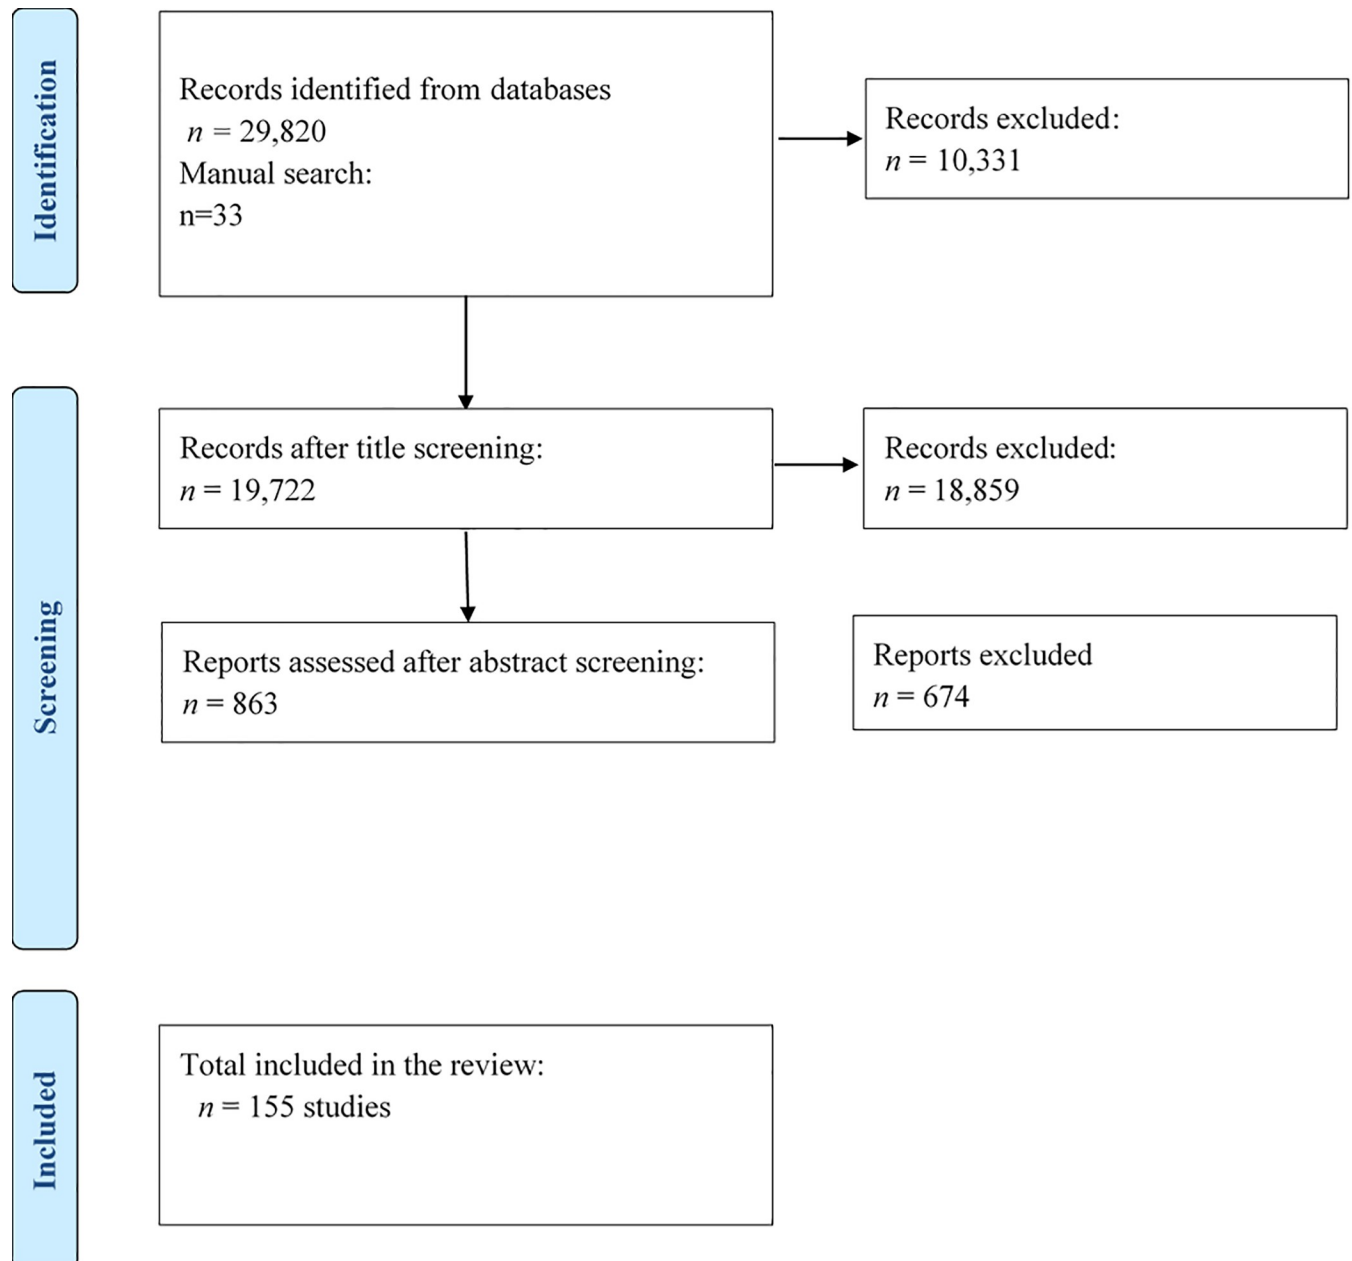 Identification
Records identified from databases
n = 29,820
Manual search:
n=33
Records excluded:
n = 10,331
Screening
Records after title screening:
n = 19,722
Records excluded:
n = 18,859
Reports assessed after abstract screening:
n = 863
Reports excluded
n = 674
Included
Total included in the review:
n = 155 studies